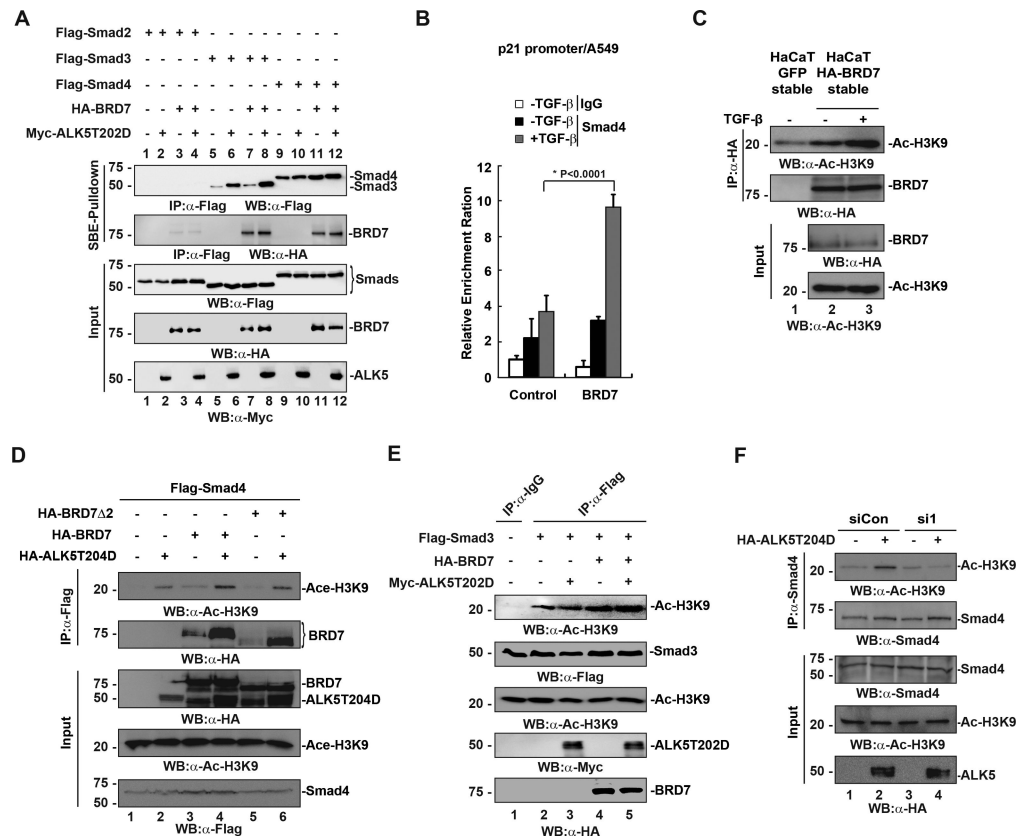 A
Flag-Smad2 + + + + - - - - - - - -
Flag-Smad3 - - - - + + + + - - - -
Flag-Smad4 - - - - - - - - + + + +
HA-BRD7 - - + + - - + + - - + +
Myc-ALK5T202D - + - + - + - + - + - +
1 2 3 4 5 6 7 8 9 10 11 12
SBE-Pulldown
75 -
50 -
-Smad4
-Smad3
IP:α-Flag WB:α-Flag
75 -
-BRD7
IP:α-Flag WB:α-HA
Input
75 -
50 -
Smads
WB:α-Flag
75 -
-BRD7
WB:α-HA
50 -
-ALK5
1 2 3 4 5 6 7 8 9 10 11 12
WB:α-Myc
B
p21 promoter/A549
-TGF-β IgG
-TGF-β Smad4
+TGF-β
* P<0.0001
Relative Enrichment Ration
12
10
8
6
4
2
0
Control BRD7
C
HaCaT GFP stable
HaCaT HA-BRD7 stable
TGF-β - - +
IP:α-HA
20 -
-Ac-H3K9
WB:α-Ac-H3K9
75 -
-BRD7
WB:α-HA
Input
75 -
-BRD7
WB:α-HA
20 -
-Ac-H3K9
1 2 3
WB:α-Ac-H3K9
D
Flag-Smad4
HA-BRD7Δ2 - - - - + +
HA-BRD7 - - + + - -
HA-ALK5T204D - + - + - +
IP:α-Flag
20 -
-Ace-H3K9
WB:α-Ac-H3K9
75 -
BRD7
WB:α-HA
Input
75 -
50 -
-BRD7
-ALK5T204D
WB:α-HA
20 -
-Ace-H3K9
WB:α-Ac-H3K9
75 -
50 -
-Smad4
1 2 3 4 5 6
WB:α-Flag
E
IP:α-IgG
IP:α-Flag
Flag-Smad3 - + + + +
HA-BRD7 - - - + +
Myc-ALK5T202D - - + - +
20 -
-Ac-H3K9
WB:α-Ac-H3K9
50 -
-Smad3
WB:α-Flag
20 -
-Ac-H3K9
WB:α-Ac-H3K9
50 -
-ALK5T202D
WB:α-Myc
75 -
-BRD7
1 2 3 4 5
WB:α-HA
F
siCon si1
HA-ALK5T204D - + - +
IP:α-Smad4
20 -
-Ac-H3K9
WB:α-Ac-H3K9
75 -
50 -
-Smad4
WB:α-Smad4
Input
75 -
50 -
-Smad4
WB:α-Smad4
20 -
-Ac-H3K9
WB:α-Ac-H3K9
50 -
-ALK5
1 2 3 4
WB:α-HA